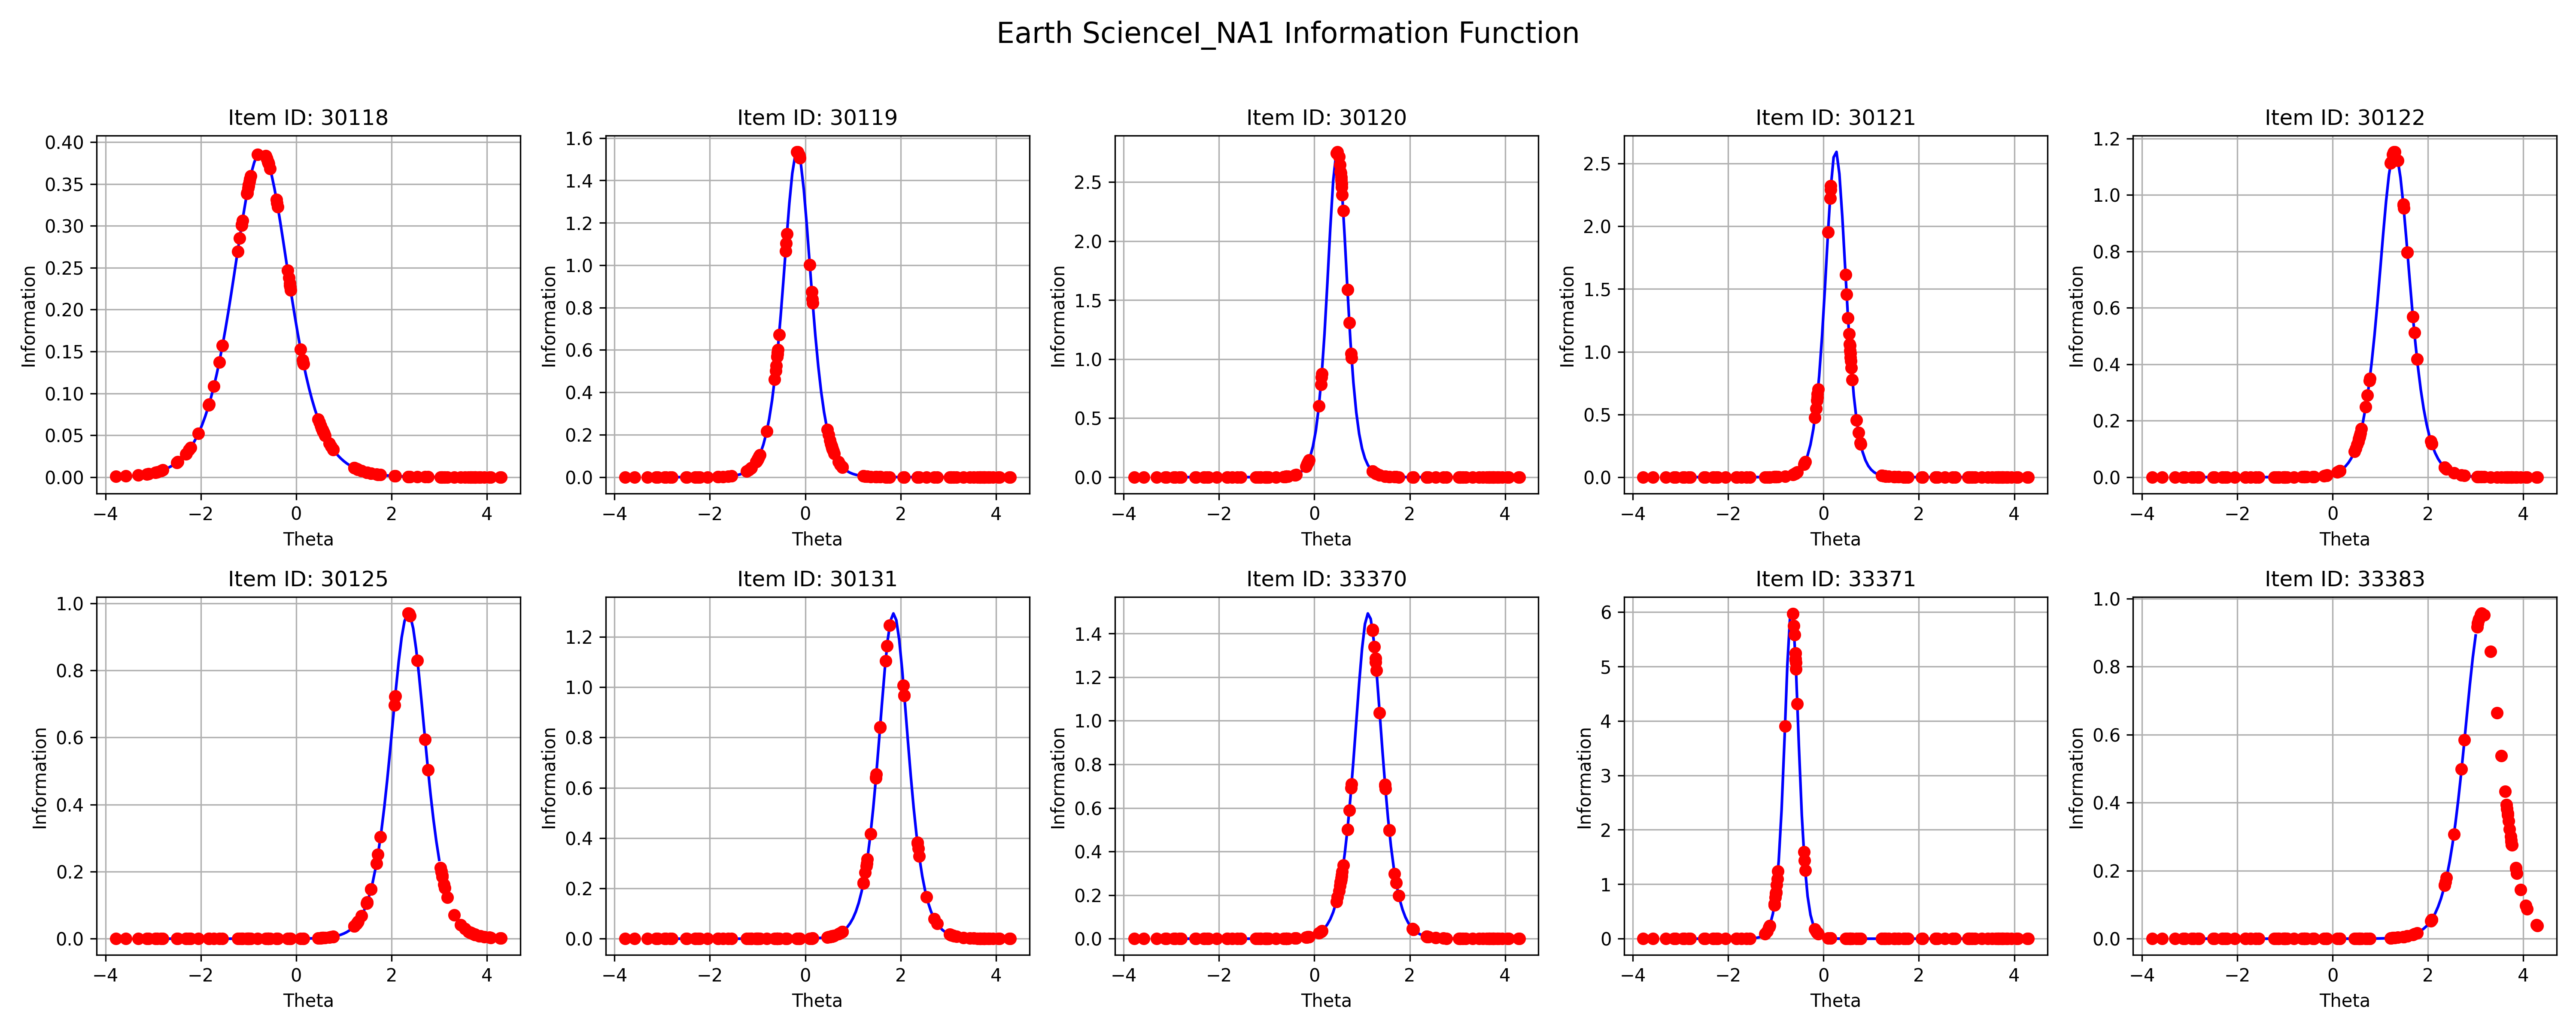 Earth ScienceI_NA1 Information Function
Item ID: 30118
Information
0.40
0.35
0.30
0.25
0.20
0.15
0.10
0.05
0.00
−4 −2 0 2 4
Theta
Item ID: 30119
Information
1.6
1.4
1.2
1.0
0.8
0.6
0.4
0.2
0.0
−4 −2 0 2 4
Theta
Item ID: 30120
Information
2.5
2.0
1.5
1.0
0.5
0.0
−4 −2 0 2 4
Theta
Item ID: 30121
Information
2.5
2.0
1.5
1.0
0.5
0.0
−4 −2 0 2 4
Theta
Item ID: 30122
Information
1.2
1.0
0.8
0.6
0.4
0.2
0.0
−4 −2 0 2 4
Theta
Item ID: 30125
Information
1.0
0.8
0.6
0.4
0.2
0.0
−4 −2 0 2 4
Theta
Item ID: 30131
Information
1.2
1.0
0.8
0.6
0.4
0.2
0.0
−4 −2 0 2 4
Theta
Item ID: 33370
Information
1.4
1.2
1.0
0.8
0.6
0.4
0.2
0.0
−4 −2 0 2 4
Theta
Item ID: 33371
Information
6
5
4
3
2
1
0
−4 −2 0 2 4
Theta
Item ID: 33383
Information
1.0
0.8
0.6
0.4
0.2
0.0
−4 −2 0 2 4
Theta